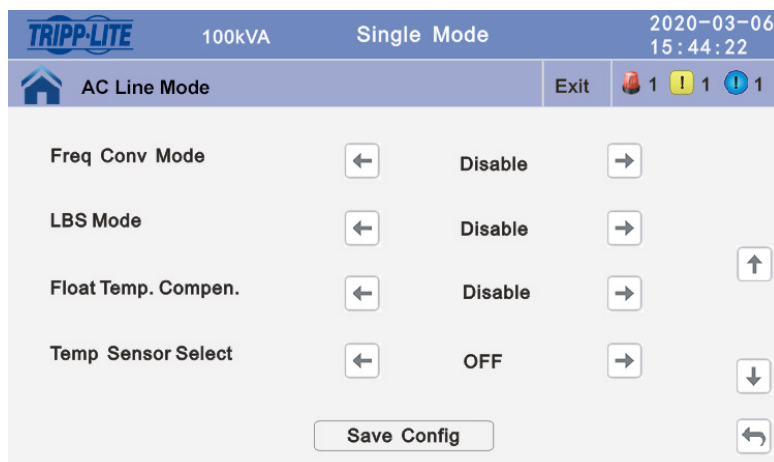 TRIPP·LITE 100kVA Single Mode 2020-03-06
15:44:22
AC Line Mode Exit 1 ! 1 ! 1
Freq Conv Mode Disable
LBS Mode Disable
Float Temp. Compen. Disable
Temp Sensor Select OFF
Save Config